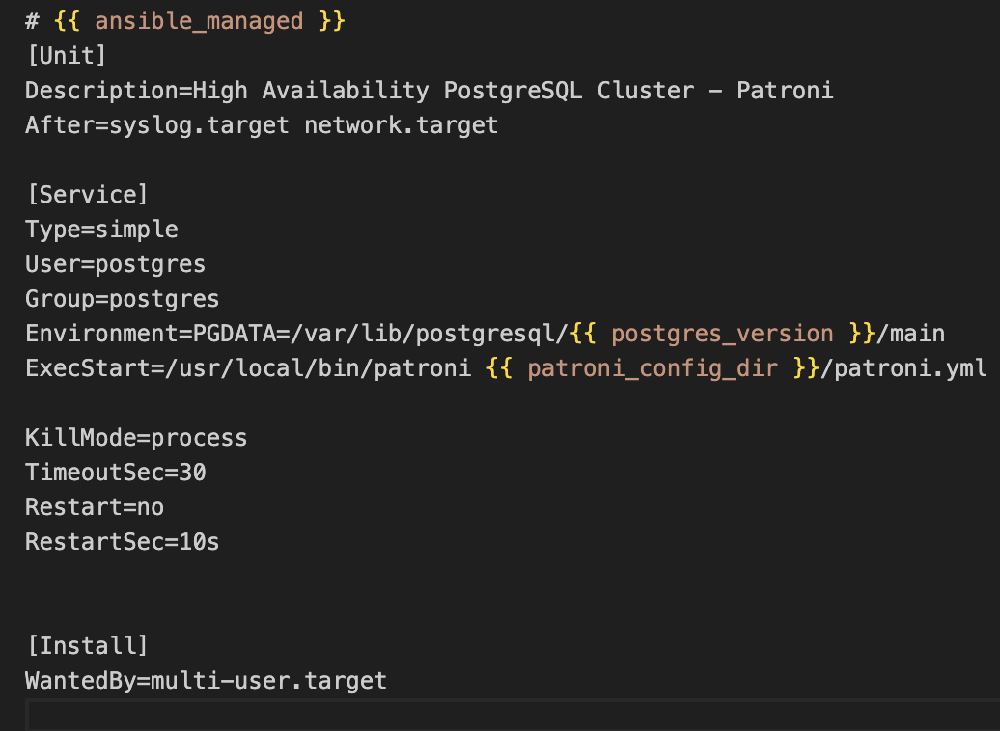 # {{ ansible_managed }}
[Unit]
Description=High Availability PostgreSQL Cluster - Patroni
After=syslog.target network.target
[Service]
Type=simple
User=postgres
Group=postgres
Environment=PGDATA=/var/lib/postgresql/{{ postgres_version }}/main
ExecStart=/usr/local/bin/patroni {{ patroni_config_dir }}/patroni.yml
KillMode=process
TimeoutSec=30
Restart=no
RestartSec=10s
[Install]
WantedBy=multi-user.target